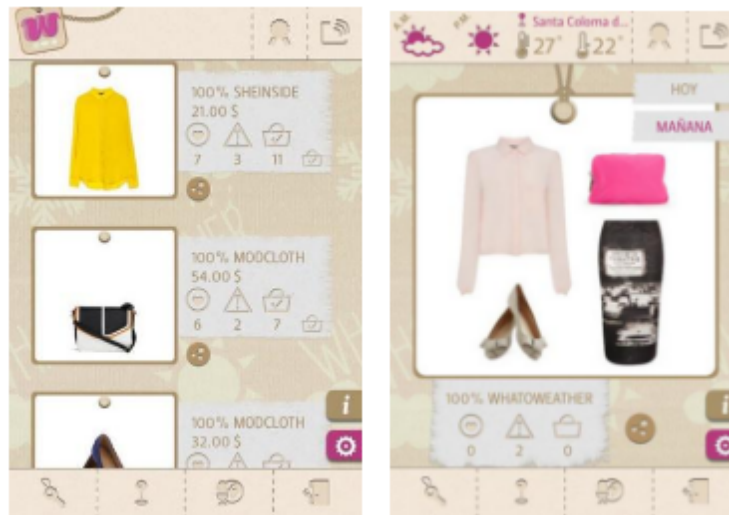 100% SHEINSIDE
21.00 $
7 3 11
100% MODCLOTH
54.00 $
6 2 7
100% MODCLOTH
32.00 $
i
A.M. P.M. Santa Coloma d...
27° 22°
HOY
MAÑANA
100% WHATOWEATHER
0 2 0
i